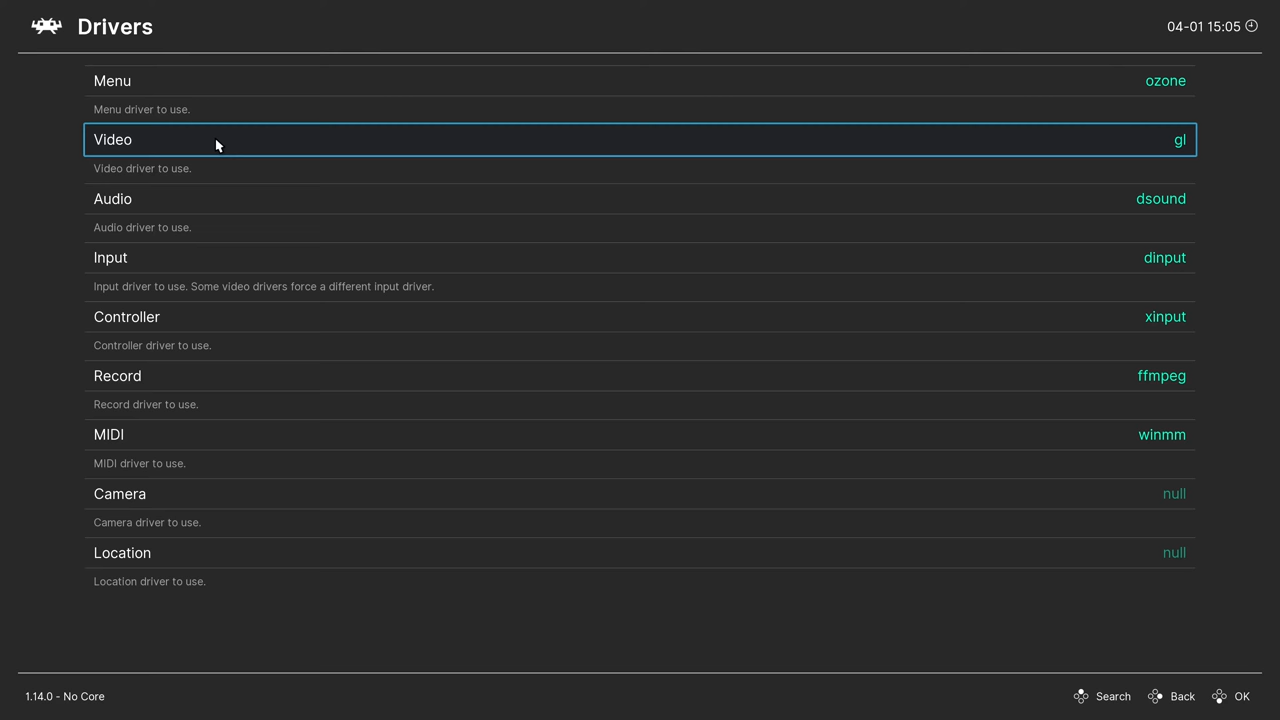 Drivers
04-01 15:05
Menu ozone
Menu driver to use.
Video gl
Video driver to use.
Audio dsound
Audio driver to use.
Input dinput
Input driver to use. Some video drivers force a different input driver.
Controller xinput
Controller driver to use.
Record ffmpeg
Record driver to use.
MIDI winmm
MIDI driver to use.
Camera null
Camera driver to use.
Location null
Location driver to use.
1.14.0 - No Core
Search Back OK